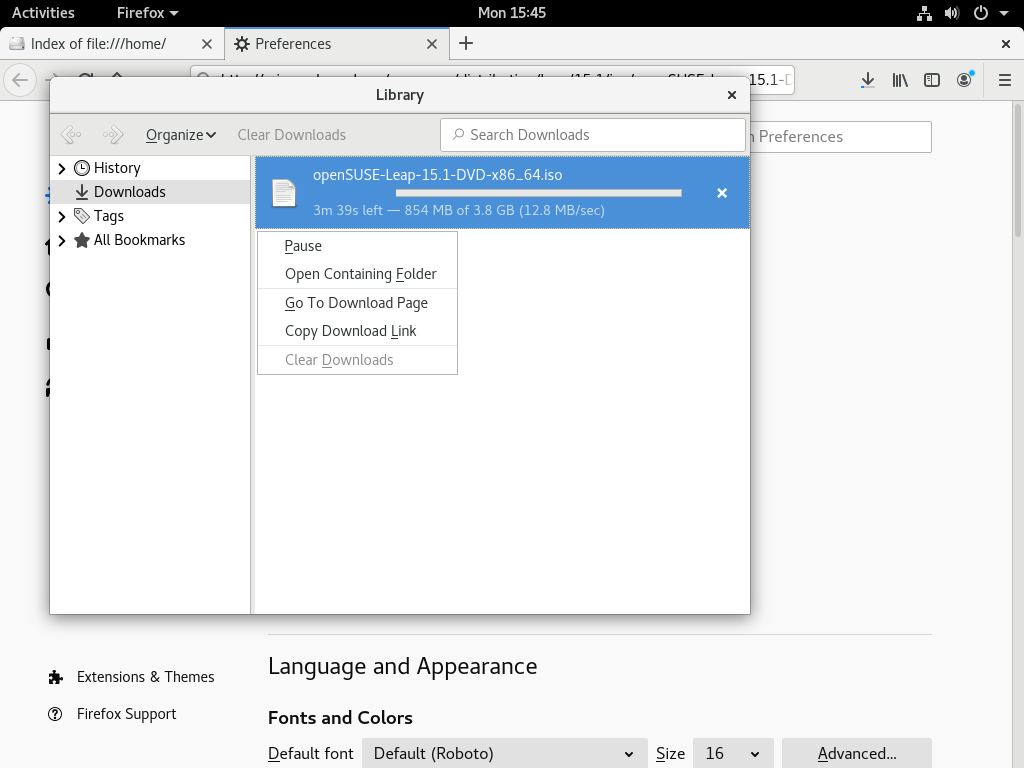 Activities
Firefox
Mon 15:45
Index of file:///home/
Preferences
15.1-D
Library
Organize
Clear Downloads
Search Downloads
Preferences
History
Downloads
Tags
All Bookmarks
openSUSE-Leap-15.1-DVD-x86_64.iso
3m 39s left — 854 MB of 3.8 GB (12.8 MB/sec)
Pause
Open Containing Folder
Go To Download Page
Copy Download Link
Clear Downloads
Extensions & Themes
Firefox Support
Language and Appearance
Fonts and Colors
Default font
Default (Roboto)
Size
16
Advanced...